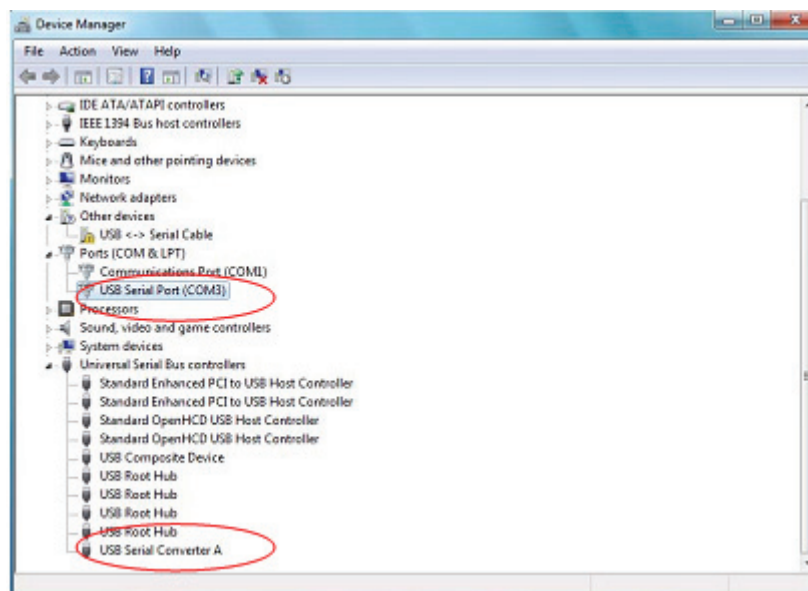 Device Manager
File Action View Help
IDE ATA/ATAPI controllers
IEEE 1394 Bus host controllers
Keyboards
Mice and other pointing devices
Monitors
Network adapters
Other devices
USB <-> Serial Cable
Ports (COM & LPT)
Communications Port (COM1)
USB Serial Port (COM3)
Processors
Sound, video and game controllers
System devices
Universal Serial Bus controllers
Standard Enhanced PCI to USB Host Controller
Standard Enhanced PCI to USB Host Controller
Standard OpenHCD USB Host Controller
Standard OpenHCD USB Host Controller
USB Composite Device
USB Root Hub
USB Root Hub
USB Root Hub
USB Root Hub
USB Serial Converter A